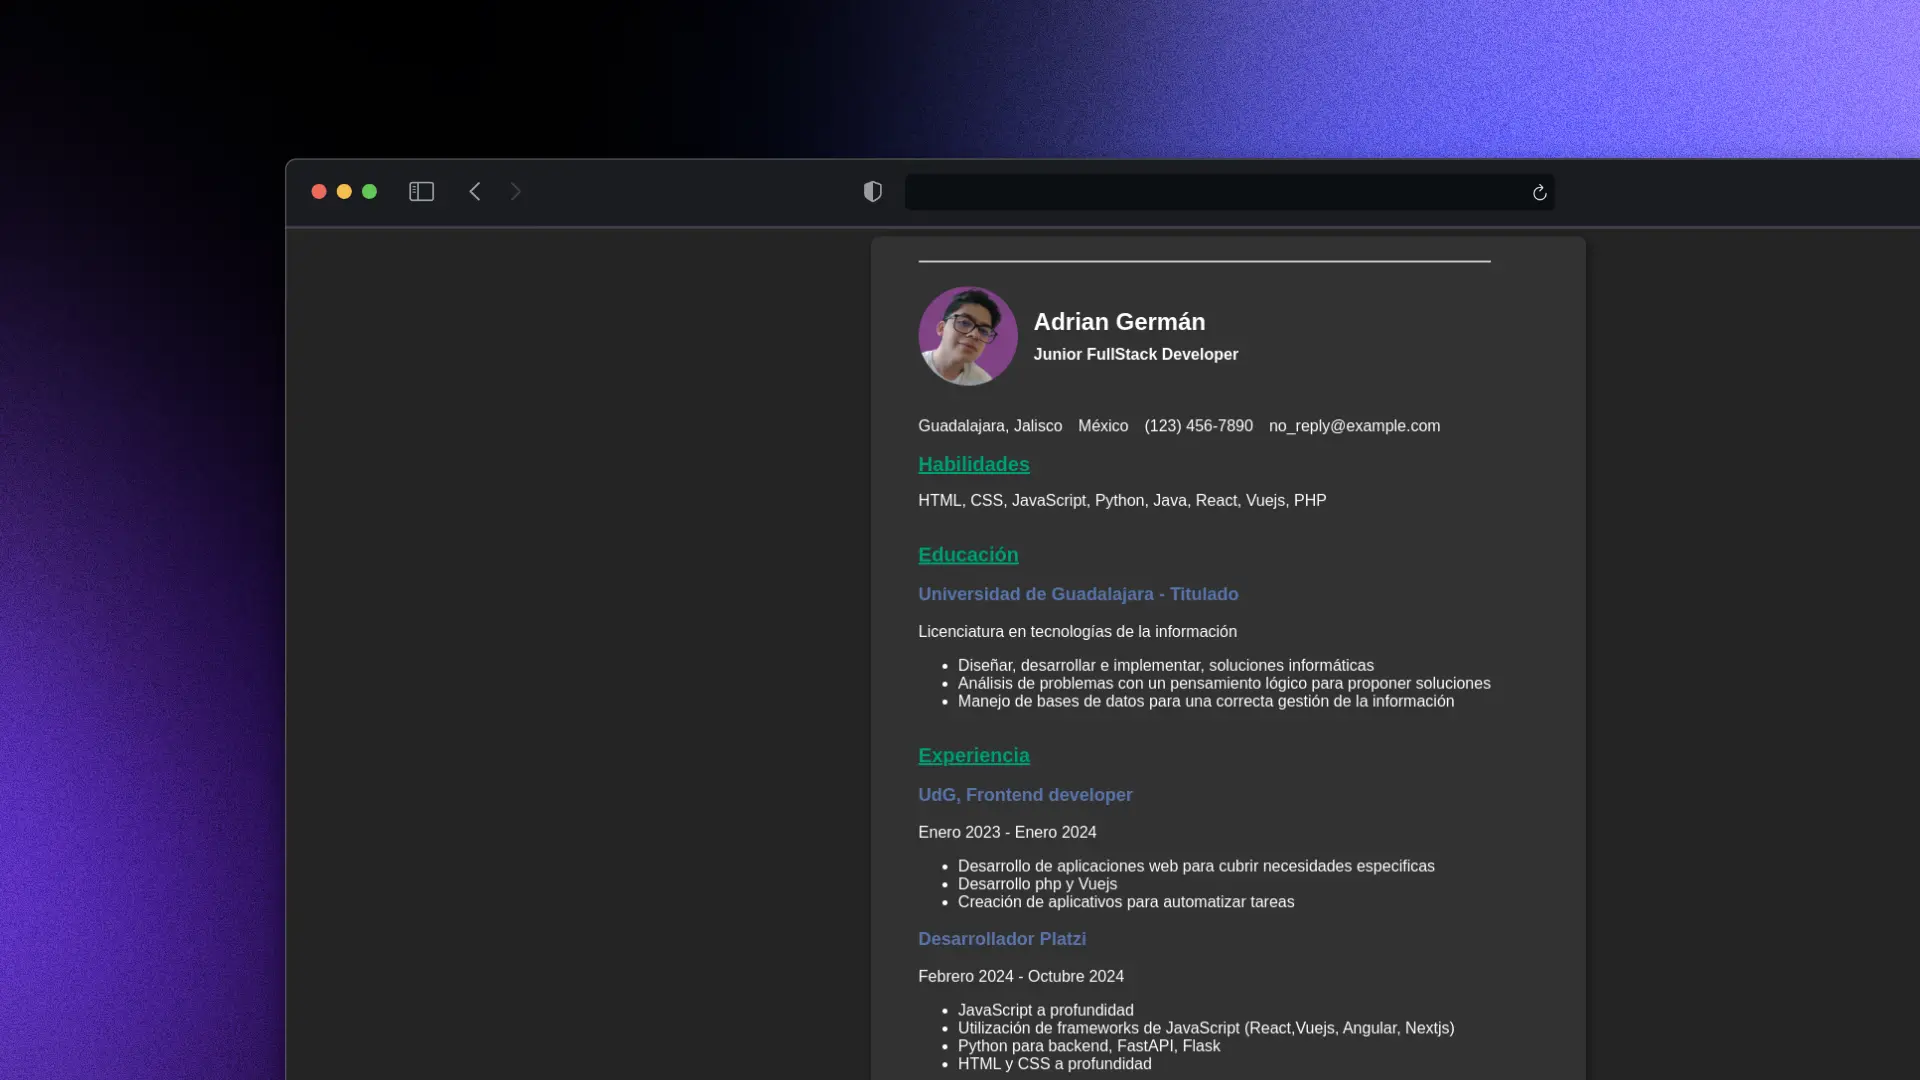 Adrian Germán
Junior FullStack Developer
Guadalajara, Jalisco México (123) 456-7890 no_reply@example.com
Habilidades
HTML, CSS, JavaScript, Python, Java, React, Vuejs, PHP
Educación
Universidad de Guadalajara - Titulado
Licenciatura en tecnologías de la información
• Diseñar, desarrollar e implementar, soluciones informáticas
• Análisis de problemas con un pensamiento lógico para proponer soluciones
• Manejo de bases de datos para una correcta gestión de la información
Experiencia
UdG, Frontend developer
Enero 2023 - Enero 2024
• Desarrollo de aplicaciones web para cubrir necesidades especificas
• Desarrollo php y Vuejs
• Creación de aplicativos para automatizar tareas
Desarrollador Platzi
Febrero 2024 - Octubre 2024
• JavaScript a profundidad
• Utilización de frameworks de JavaScript (React,Vuejs, Angular, Nextjs)
• Python para backend, FastAPI, Flask
• HTML y CSS a profundidad